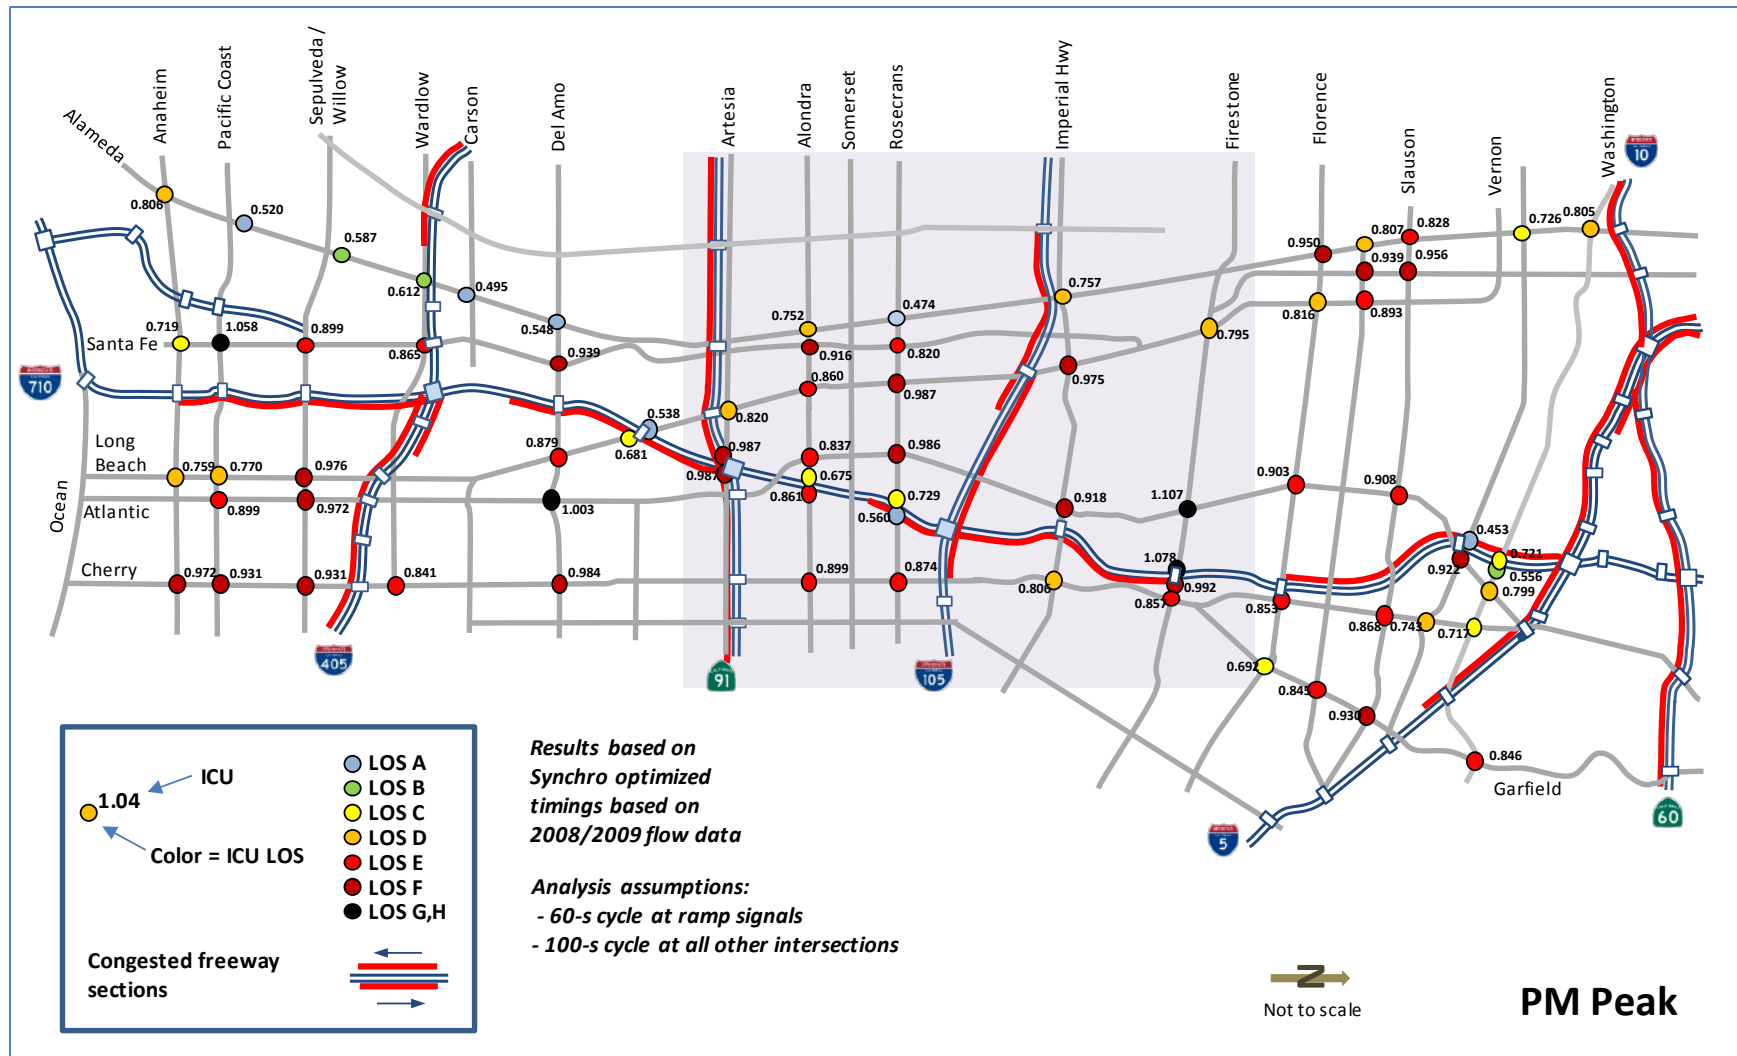 Alameda
Anaheim
Pacific Coast
Sepulveda /
Willow
Wardlow
Carson
Del Amo
Artesia
Alondra
Somerset
Rosecrans
Imperial Hwy
Firestone
Florence
Slauson
Vernon
Washington
10
0.806
0.520
0.587
0.612
0.495
0.548
0.752
0.474
0.757
0.950
0.807
0.828
0.726
0.805
0.939
0.956
0.816
0.893
0.795
Santa Fe
0.719
1.058
0.899
0.865
0.939
0.916
0.820
0.860
0.987
0.975
710
0.538
0.681
0.820
Long
Beach
0.759
0.770
0.976
0.879
0.987
0.987
0.837
0.675
0.861
0.986
0.729
0.560
0.918
1.107
0.903
0.908
0.453
Ocean
Atlantic
0.899
0.972
1.003
1.078
0.992
0.857
0.922
0.721
0.556
0.799
Cherry
0.972
0.931
0.931
0.841
0.984
0.899
0.874
0.806
0.853
0.868
0.743
0.717
405
91
105
0.692
0.845
0.930
0.846
Garfield
5
60
1.04
ICU
Color = ICU LOS
LOS A
LOS B
LOS C
LOS D
LOS E
LOS F
LOS G,H
Congested freeway
sections
Results based on
Synchro optimized
timings based on
2008/2009 flow data
Analysis assumptions:
- 60-s cycle at ramp signals
- 100-s cycle at all other intersections
N
Not to scale
PM Peak